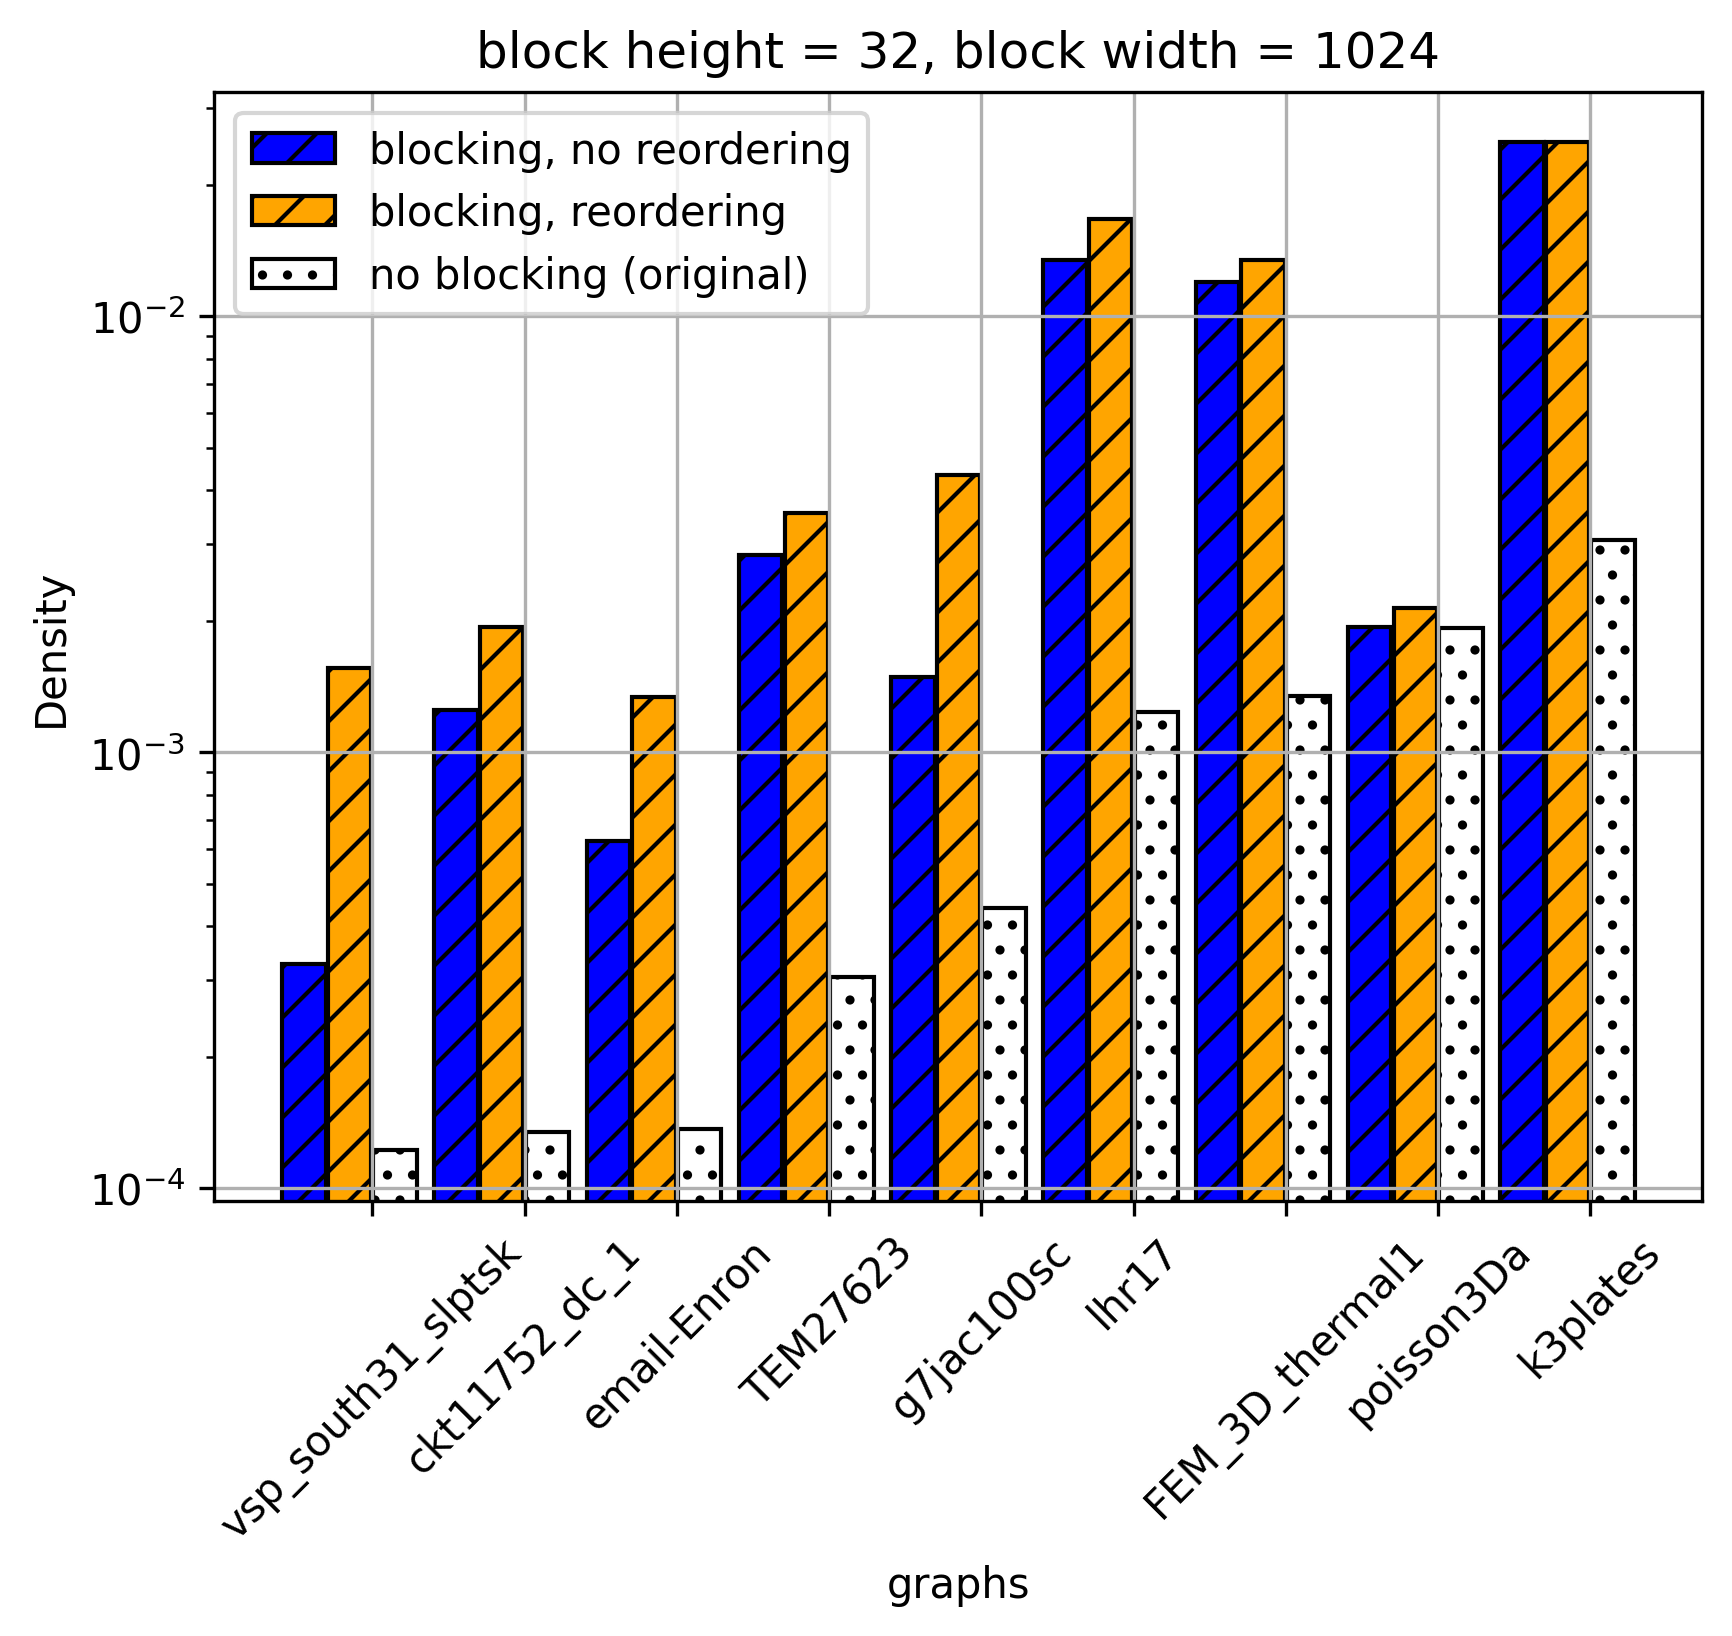 block height = 32, block width = 1024
blocking, no reordering
blocking, reordering
no blocking (original)
Density
10⁻²
10⁻³
10⁻⁴
vsp_south31_slptsk
ckt11752_dc_1
email-Enron
TEM27623
g7jac100sc
lhr17
FEM_3D_thermal1
poisson3Da
k3plates
graphs